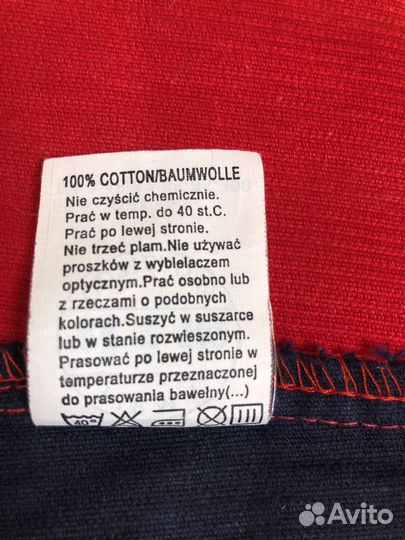 100% COTTON/BAUMWOLLE
Nie czyścić chemicznie.
Prać w temp. do 40 st.C.
Prać po lewej stronie.
Nie trzeć plam.Nie używać
proszków z wybielaczem
optycznym.Prać osobno lub
z rzeczami o podobnych
kolorach.Suszyć w suszarce
lub w stanie rozwieszonym.
Prasować po lewej stronie w
temperaturze przeznaczonej
do prasowania bawełny(...)
40°
Avito